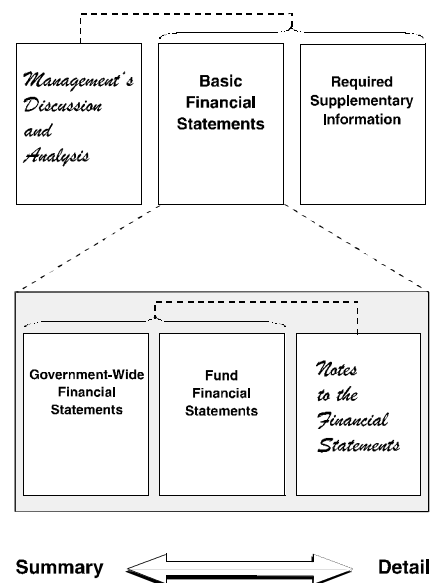 Management's
Discussion
and
Analysis
Basic
Financial
Statements
Required
Supplementary
Information
Government-Wide
Financial
Statements
Fund
Financial
Statements
Notes
to the
Financial
Statements
Summary
Detail